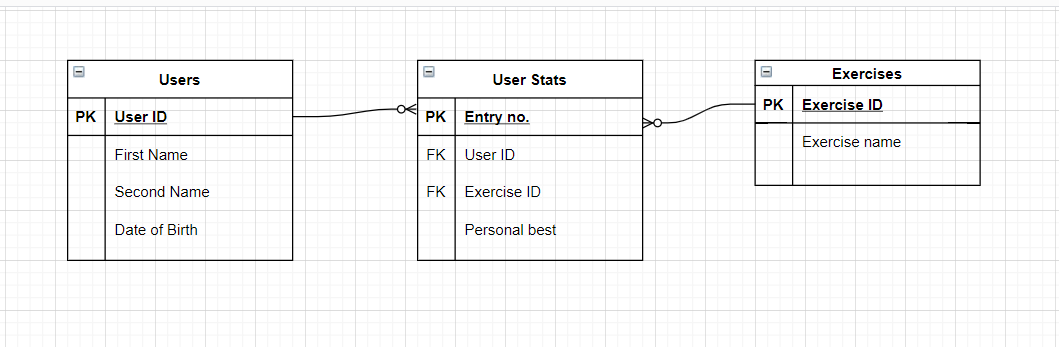 Users
PK User ID
First Name
Second Name
Date of Birth
User Stats
PK Entry no.
FK User ID
FK Exercise ID
Personal best
Exercises
PK Exercise ID
Exercise name